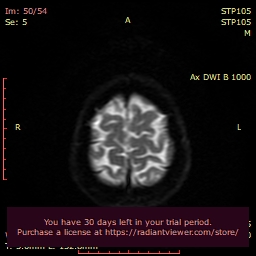 Im: 50/54
Se: 5
A
STP105
STP105
M
Ax DWI B 1000
R
L
You have 30 days left in your trial period.
Purchase a license at https://radiantviewer.com/store/